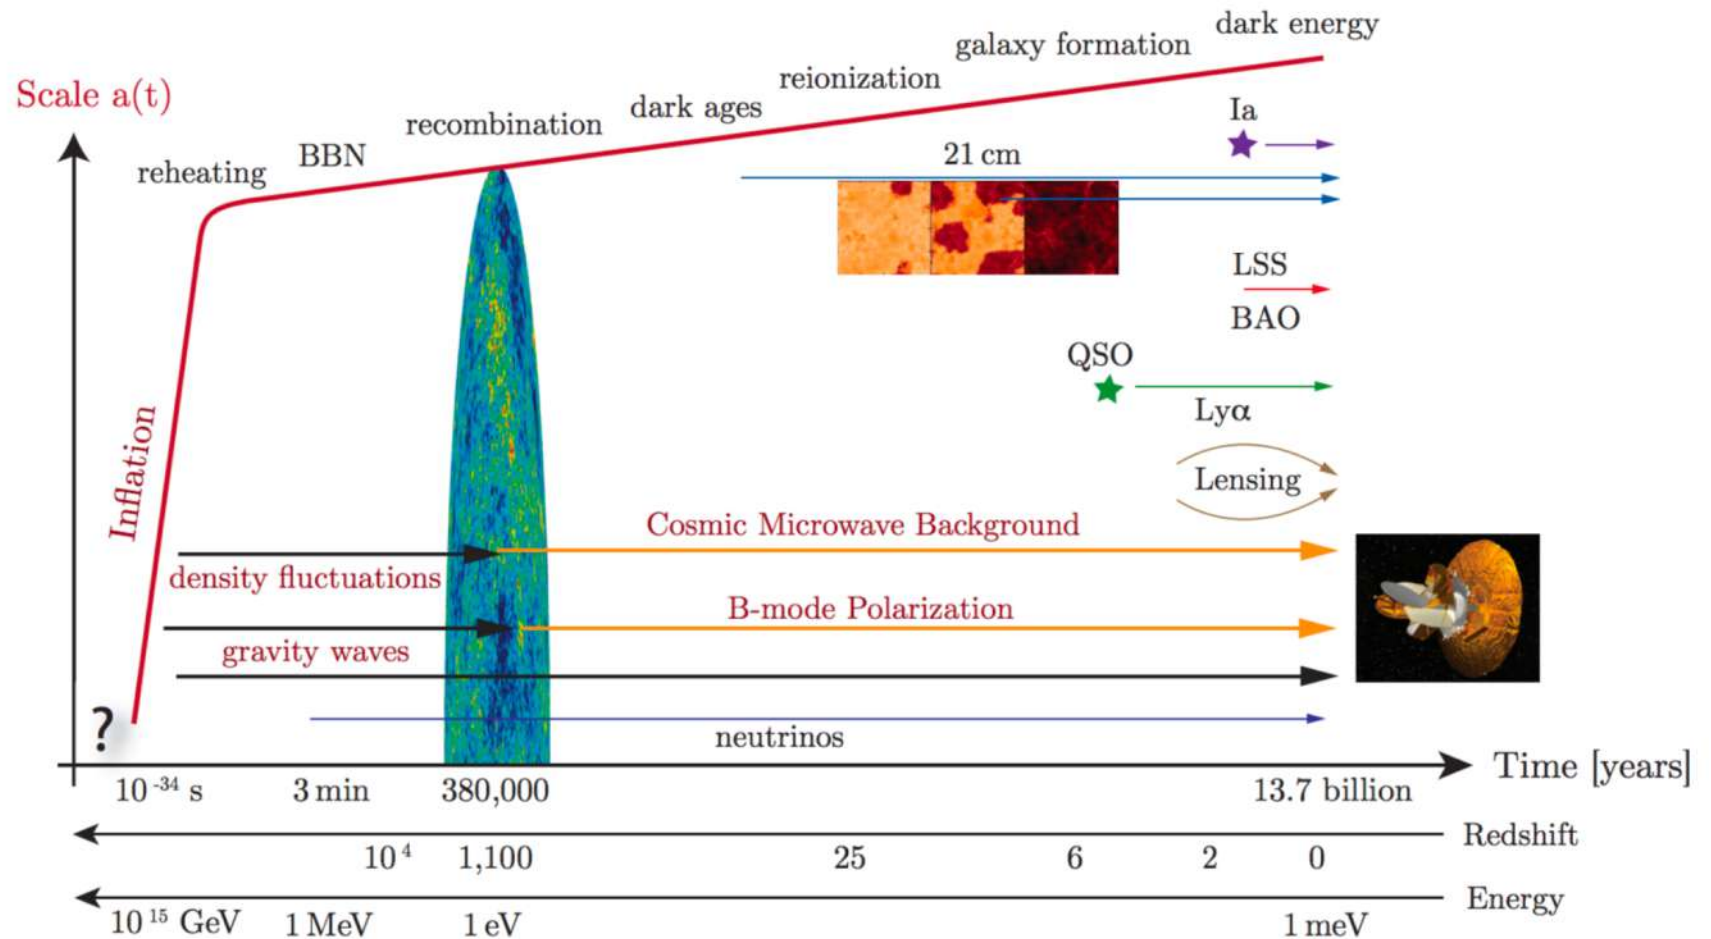 dark energy
galaxy formation
reionization
Scale a(t)
dark ages
recombination
Ia
BBN
21 cm
reheating
LSS
BAO
QSO
Lyα
Inflation
Lensing
Cosmic Microwave Background
density fluctuations
B-mode Polarization
gravity waves
?
neutrinos
Time [years]
10⁻³⁴ s 3 min 380,000 13.7 billion
Redshift
10⁴ 1,100 25 6 2 0
Energy
10¹⁵ GeV 1 MeV 1 eV 1 meV